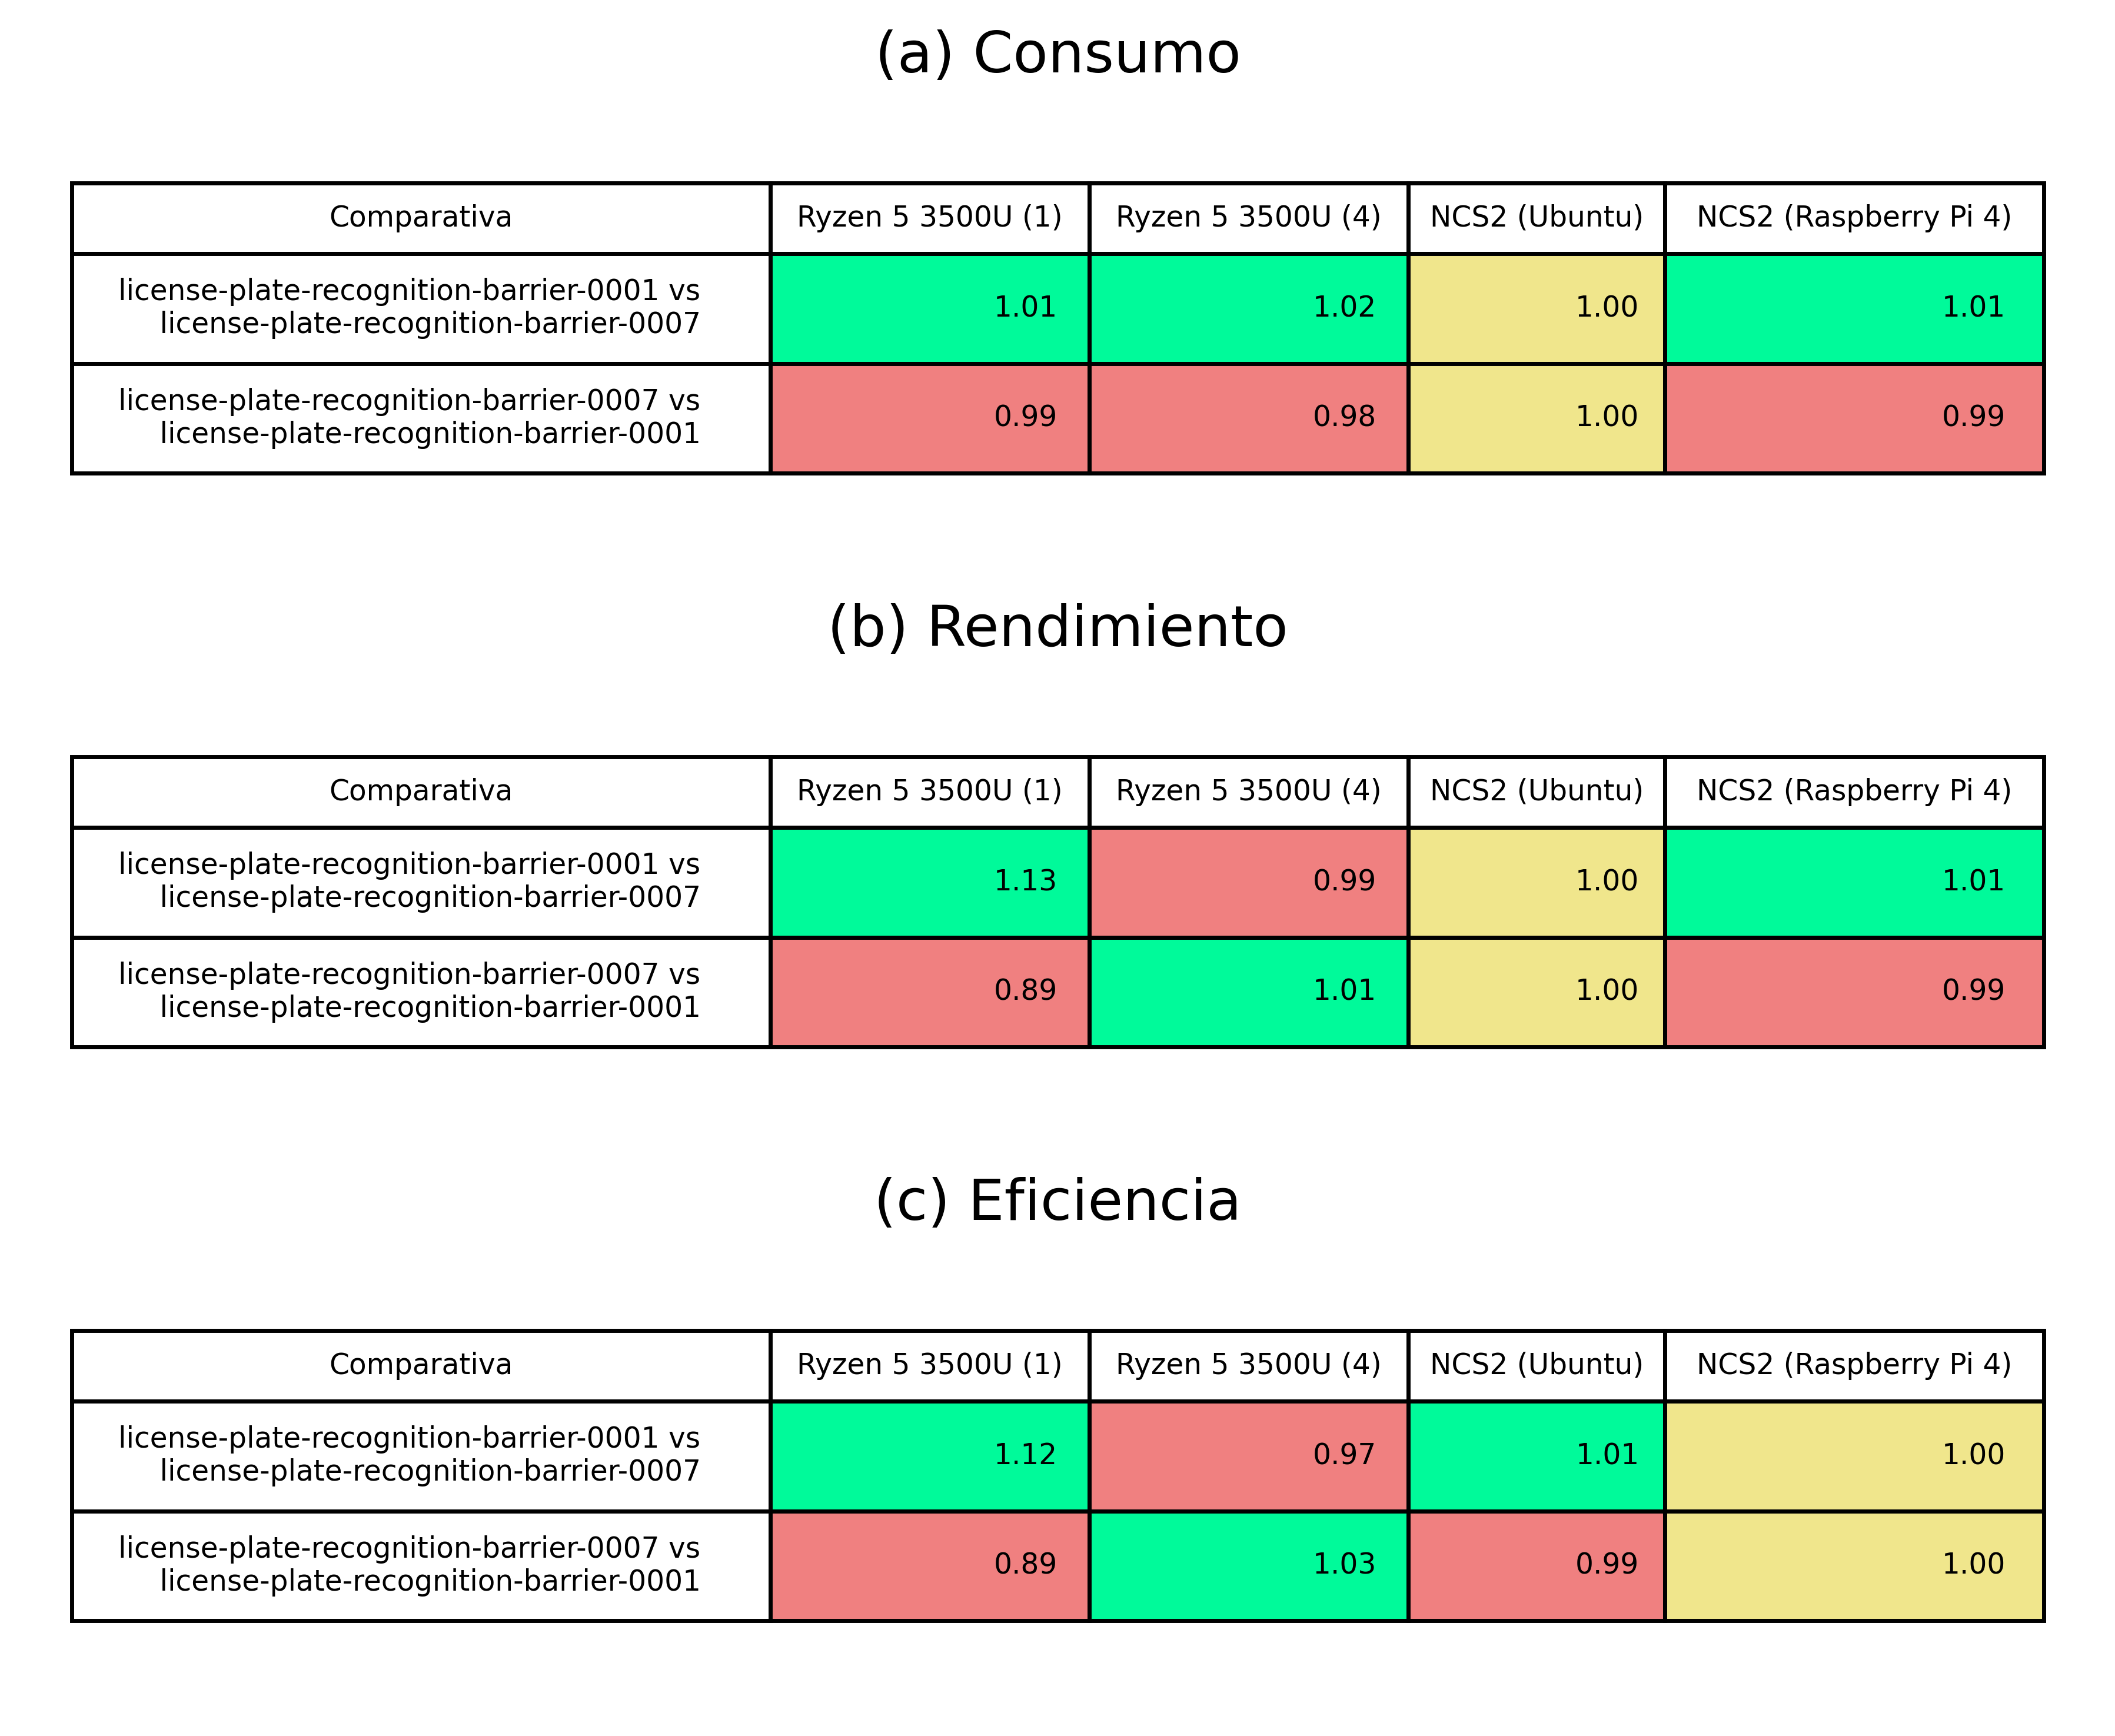 (a) Consumo
Comparativa Ryzen 5 3500U (1) Ryzen 5 3500U (4) NCS2 (Ubuntu) NCS2 (Raspberry Pi 4)
license-plate-recognition-barrier-0001 vs
license-plate-recognition-barrier-0007 1.01 1.02 1.00 1.01
license-plate-recognition-barrier-0007 vs
license-plate-recognition-barrier-0001 0.99 0.98 1.00 0.99
(b) Rendimiento
Comparativa Ryzen 5 3500U (1) Ryzen 5 3500U (4) NCS2 (Ubuntu) NCS2 (Raspberry Pi 4)
license-plate-recognition-barrier-0001 vs
license-plate-recognition-barrier-0007 1.13 0.99 1.00 1.01
license-plate-recognition-barrier-0007 vs
license-plate-recognition-barrier-0001 0.89 1.01 1.00 0.99
(c) Eficiencia
Comparativa Ryzen 5 3500U (1) Ryzen 5 3500U (4) NCS2 (Ubuntu) NCS2 (Raspberry Pi 4)
license-plate-recognition-barrier-0001 vs
license-plate-recognition-barrier-0007 1.12 0.97 1.01 1.00
license-plate-recognition-barrier-0007 vs
license-plate-recognition-barrier-0001 0.89 1.03 0.99 1.00